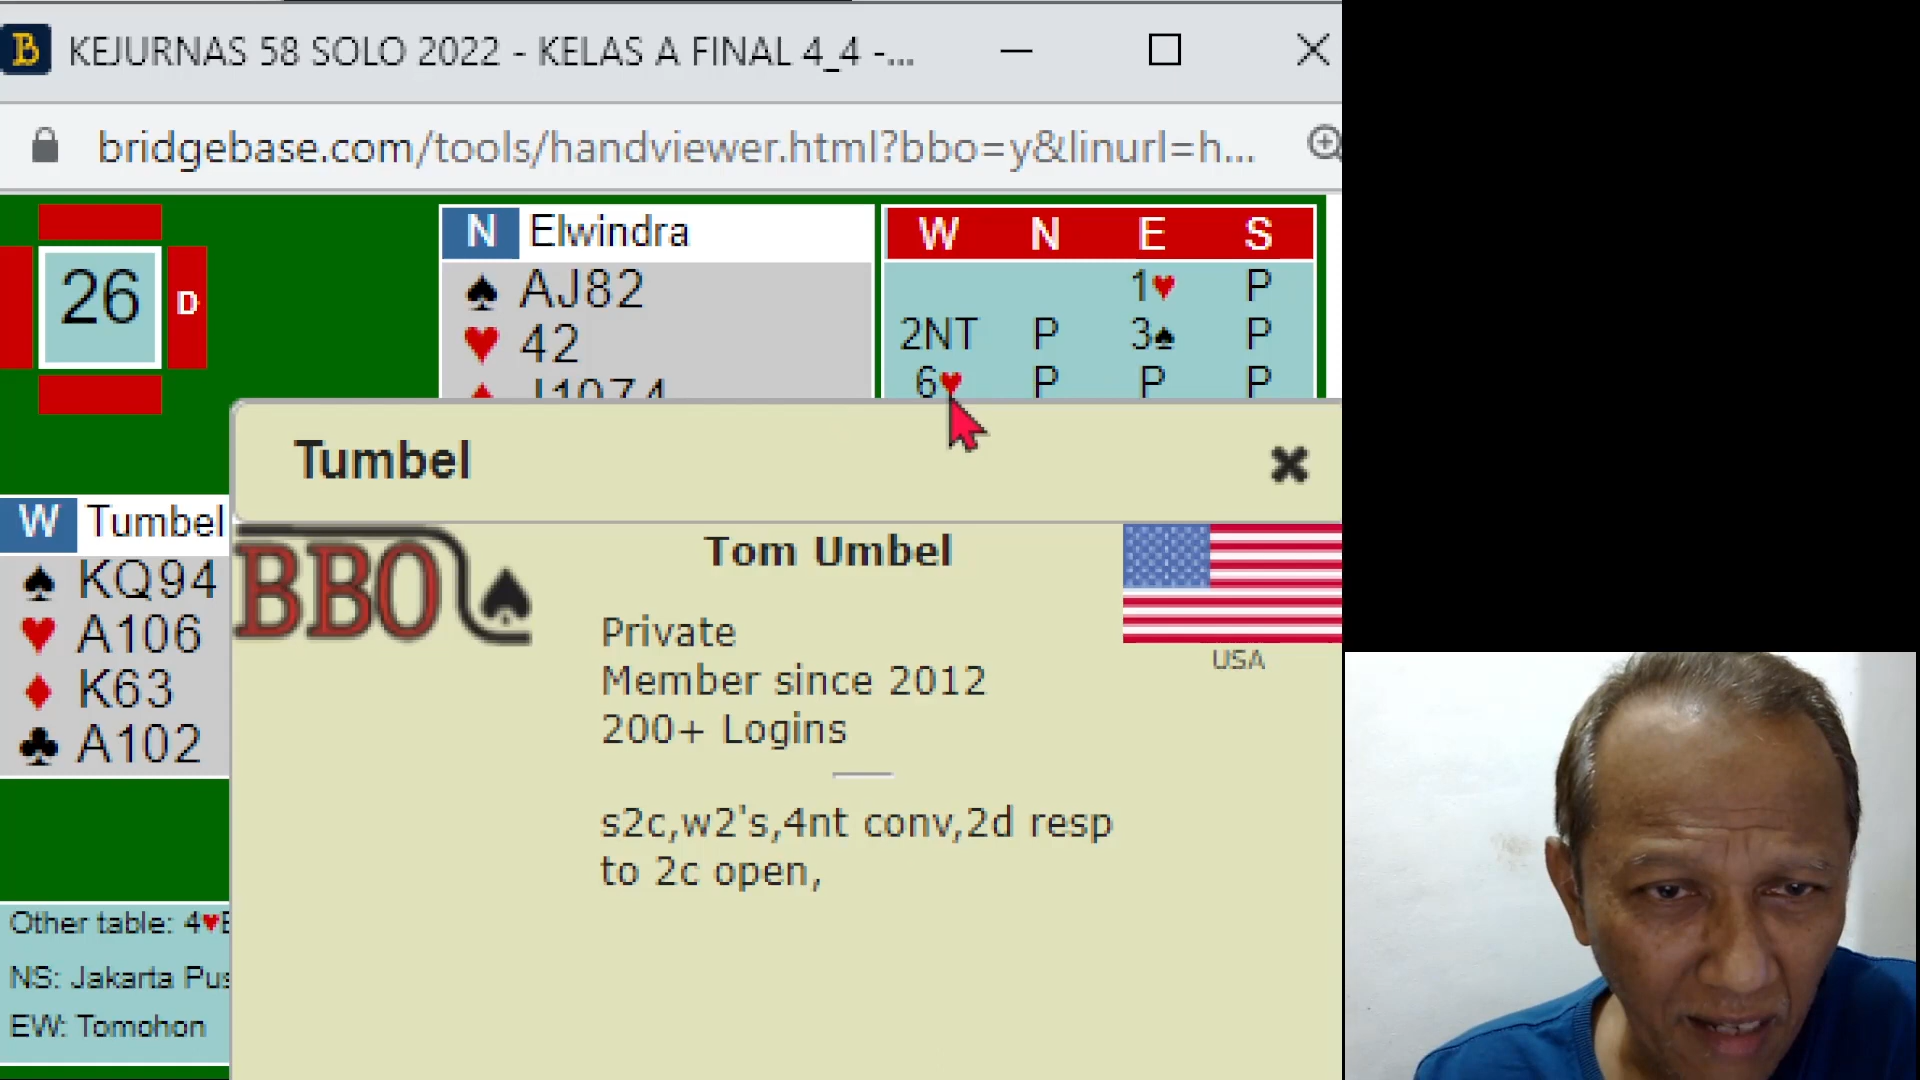 KEJURNAS 58 SOLO 2022 - KELAS A FINAL 4_4 -...
bridgebase.com/tools/handviewer.html?bbo=y&linurl=h...
26
D
N Elwindra
♠ AJ82
♥ 42
♦ J1074
W N E S
1♥ P
2NT P 3♠ P
6♥ P P P
Tumbel
W Tumbel
♠ KQ94
♥ A106
♦ K63
♣ A102
BBO
Tom Umbel
Private
Member since 2012
200+ Logins
USA
s2c,w2's,4nt conv,2d resp
to 2c open,
Other table: 4♥
NS: Jakarta Pus
EW: Tomohon